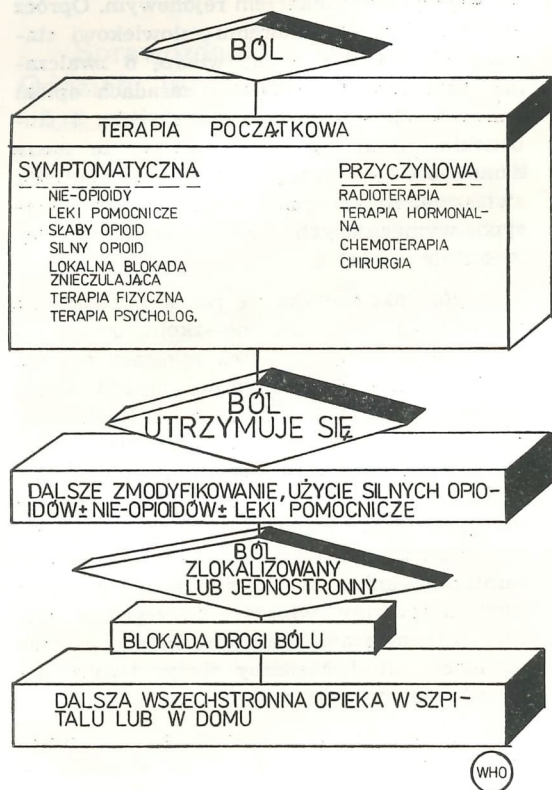 BÓL
TERAPIA POCZĄTKOWA
SYMPTOMATYCZNA
NIE-OPIOIDY
LEKI POMOCNICZE
SŁABY OPIOID
SILNY OPIOID
LOKALNA BLOKADA
ZNIECZULAJĄCA
TERAPIA FIZYCZNA
TERAPIA PSYCHOLOG.
PRZYCZYNOWA
RADIOTERAPIA
TERAPIA HORMONAL-
NA
CHEMOTERAPIA
CHIRURGIA
BÓL
UTRZYMUJE SIĘ
DALSZE ZMODYFIKOWANIE, UŻYCIE SILNYCH OPIO-
IDÓW ± NIE-OPIOIDÓW ± LEKI POMOCNICZE
BÓL
ZLOKALIZOWANY
LUB JEDNOSTRONNY
BLOKADA DROGI BÓLU
DALSZA WSZECHSTRONNA OPIEKA W SZPI-
TALU LUB W DOMU
WHO